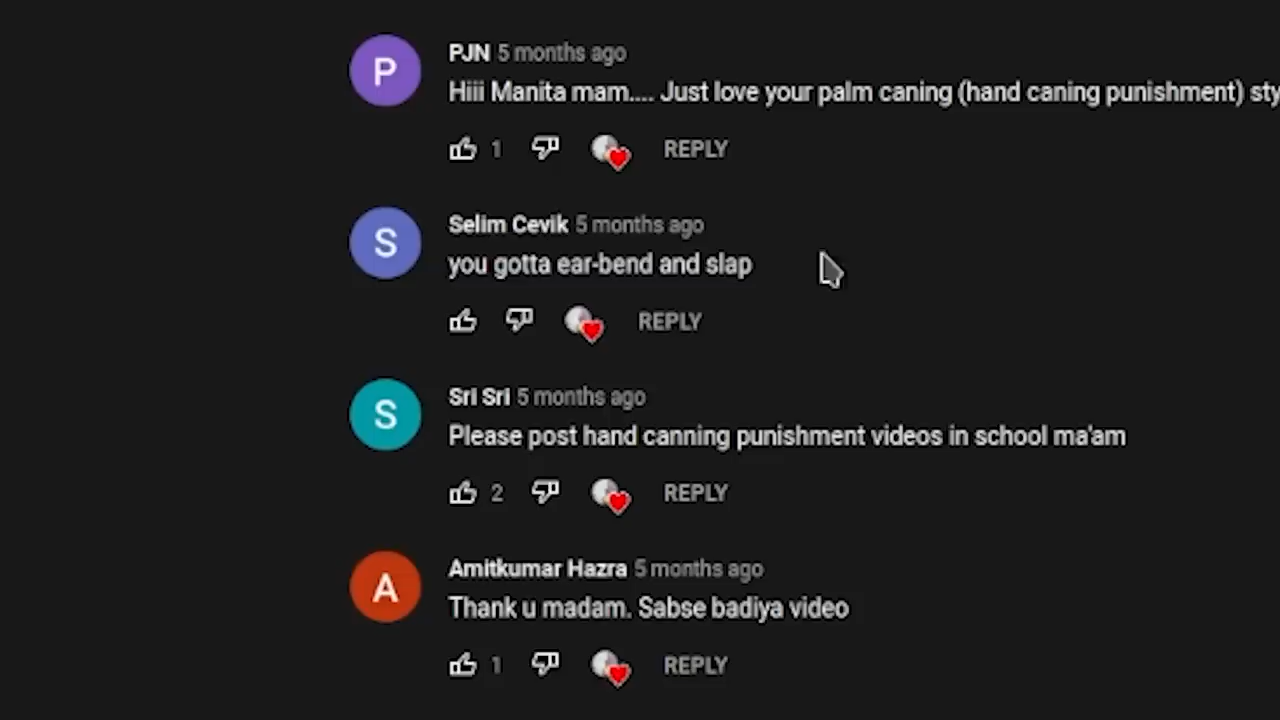 P
PJN 5 months ago
Hiii Manita mam.... Just love your palm caning (hand caning punishment) sty
1 REPLY
S
Selim Cevik 5 months ago
you gotta ear-bend and slap
REPLY
S
Sri Sri 5 months ago
Please post hand canning punishment videos in school ma'am
2 REPLY
A
Amitkumar Hazra 5 months ago
Thank u madam. Sabse badiya video
1 REPLY